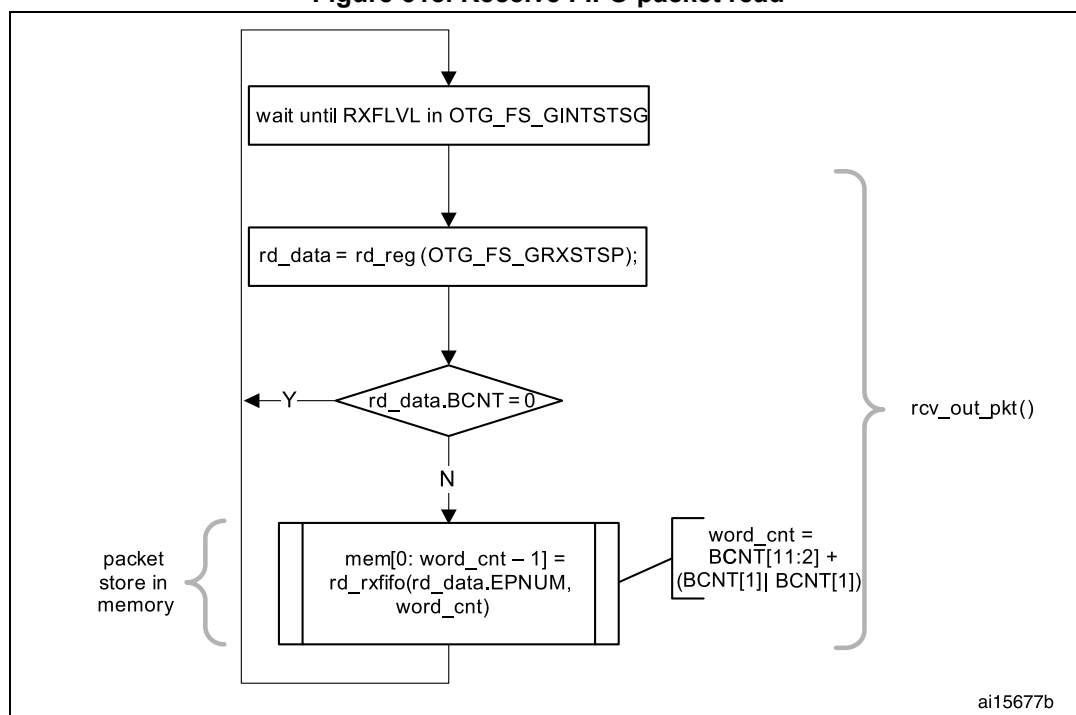 wait until RXFLVL in OTG_FS_GINTSTSG
rd_data = rd_reg (OTG_FS_GRXSTSP);
Y
rd_data.BCNT = 0
rcv_out_pkt()
N
packet
store in
memory
mem[0: word_cnt – 1] =
rd_rxfifo(rd_data.EPNUM,
word_cnt)
word_cnt =
BCNT[11:2] +
(BCNT[1]| BCNT[1])
ai15677b